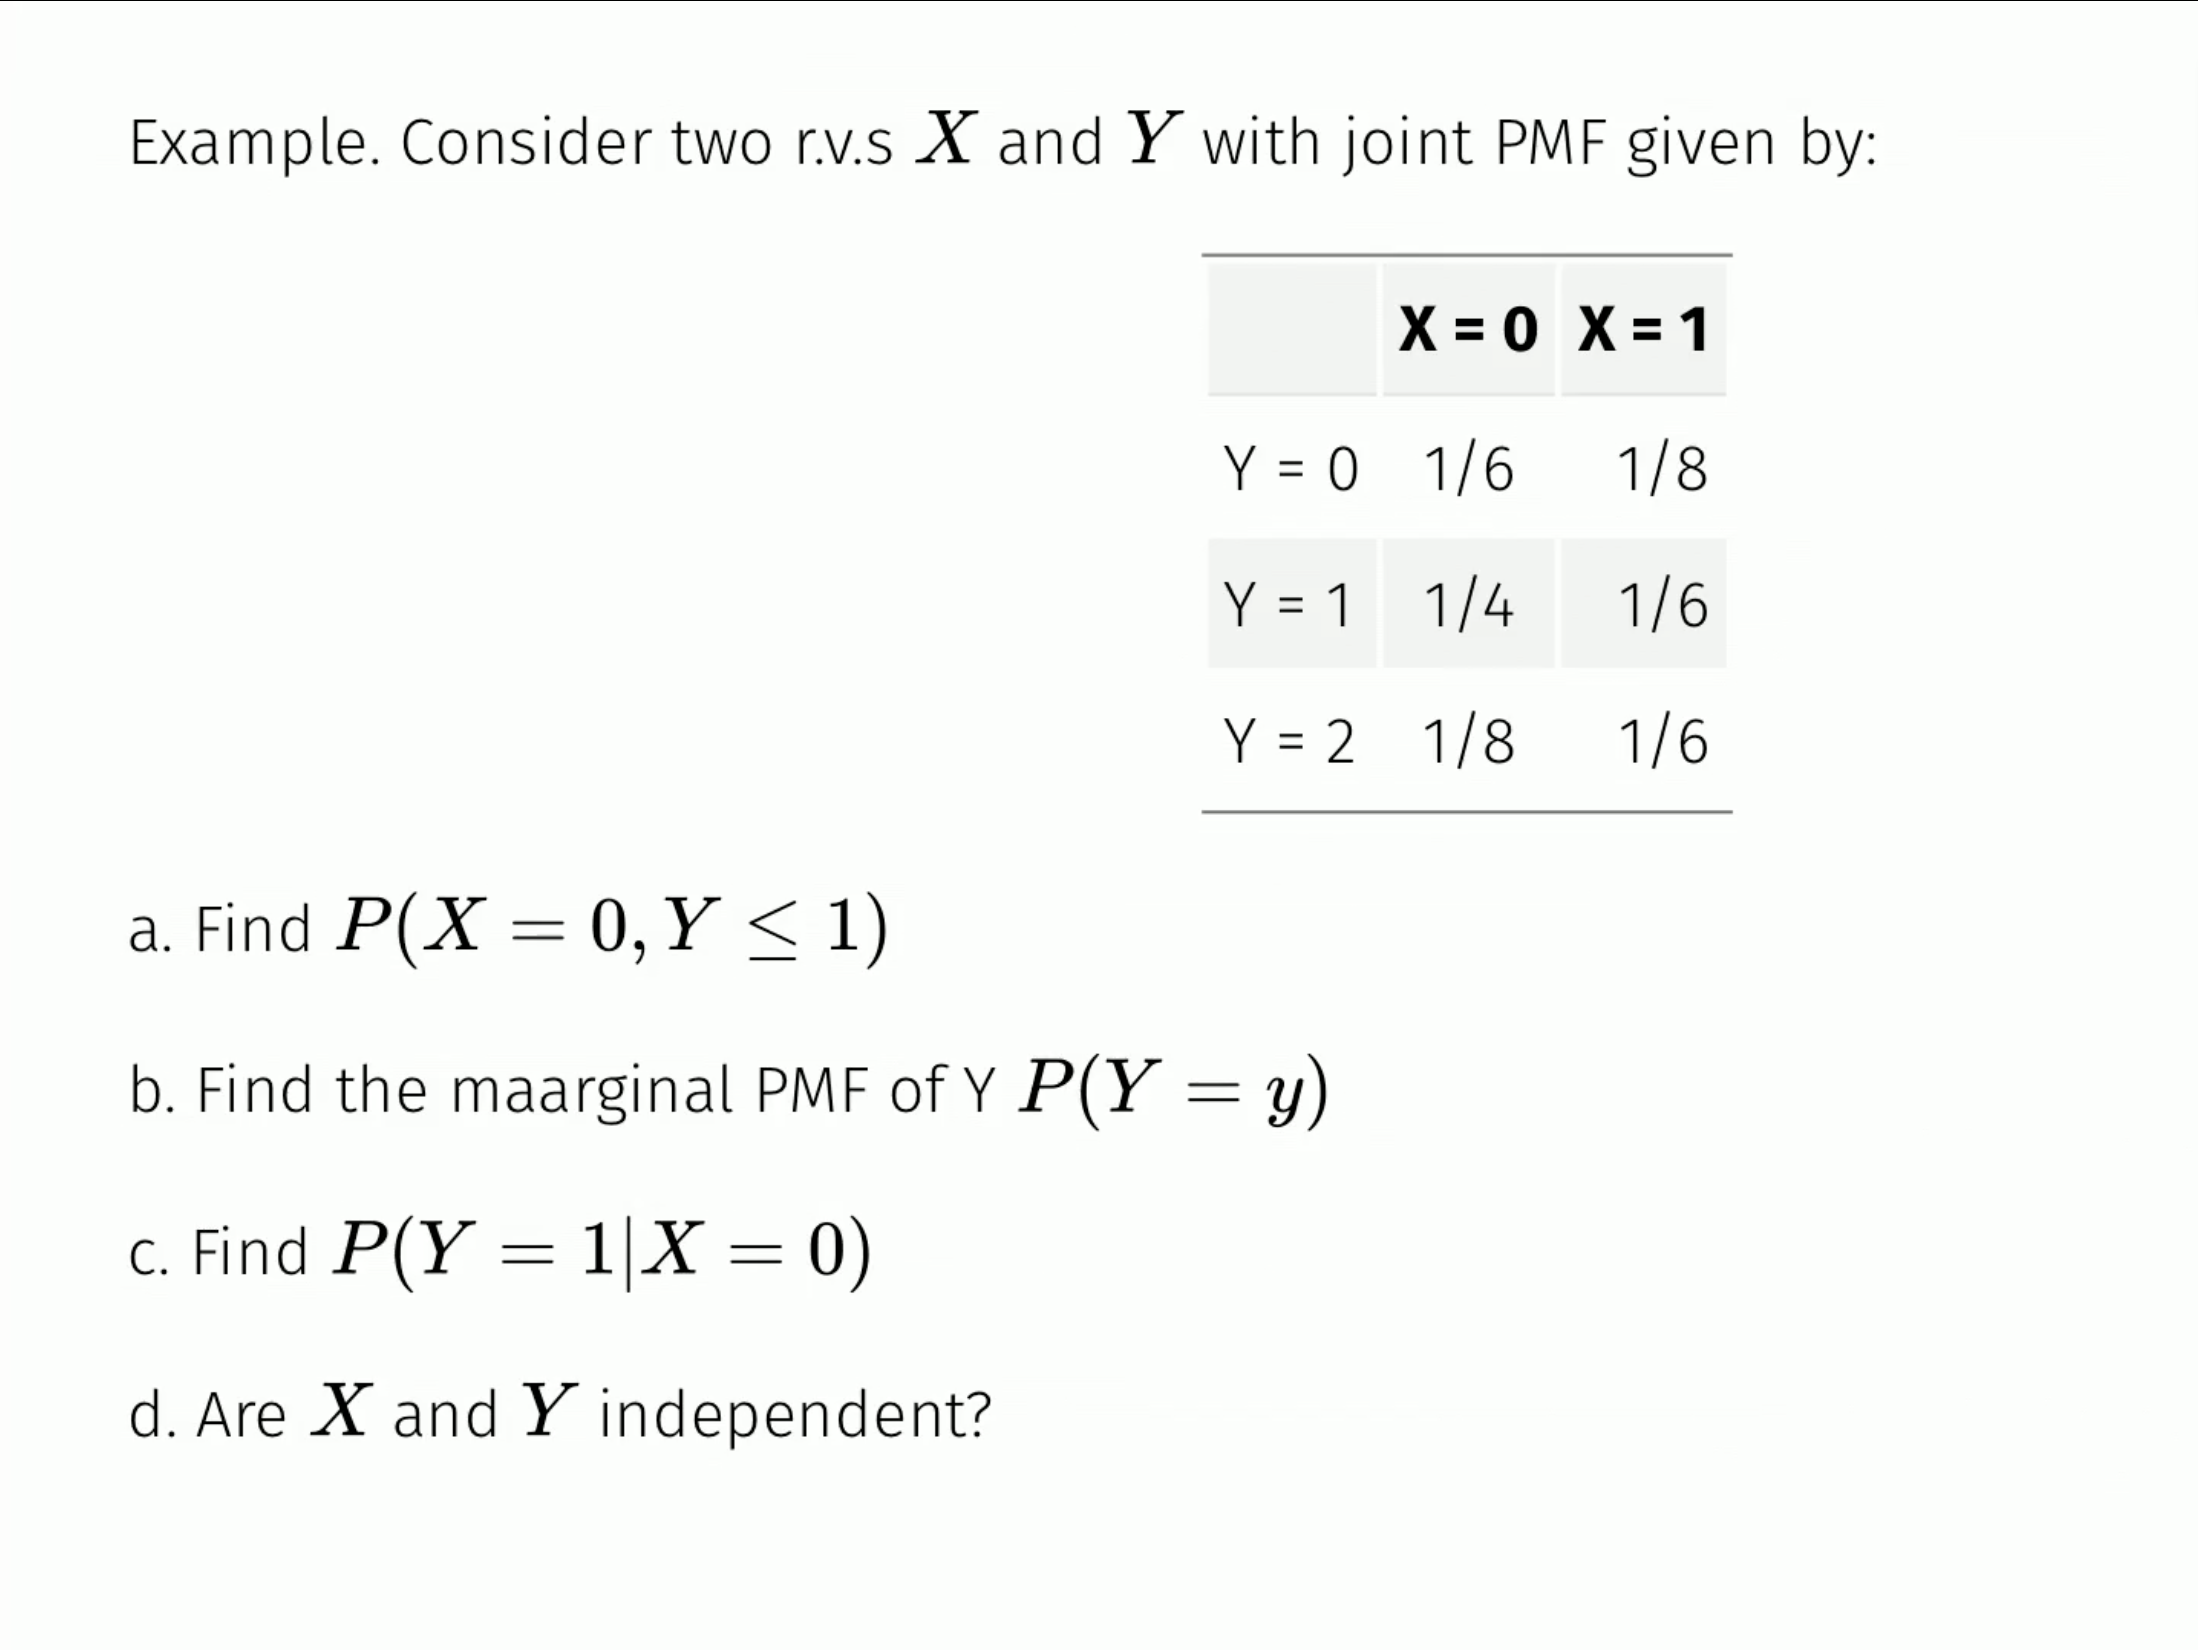 Example. Consider two r.v.s X and Y with joint PMF given by:
X = 0 X = 1
Y = 0 1/6 1/8
Y = 1 1/4 1/6
Y = 2 1/8 1/6
a. Find P(X = 0, Y ≤ 1)
b. Find the maarginal PMF of Y P(Y = y)
c. Find P(Y = 1|X = 0)
d. Are X and Y independent?